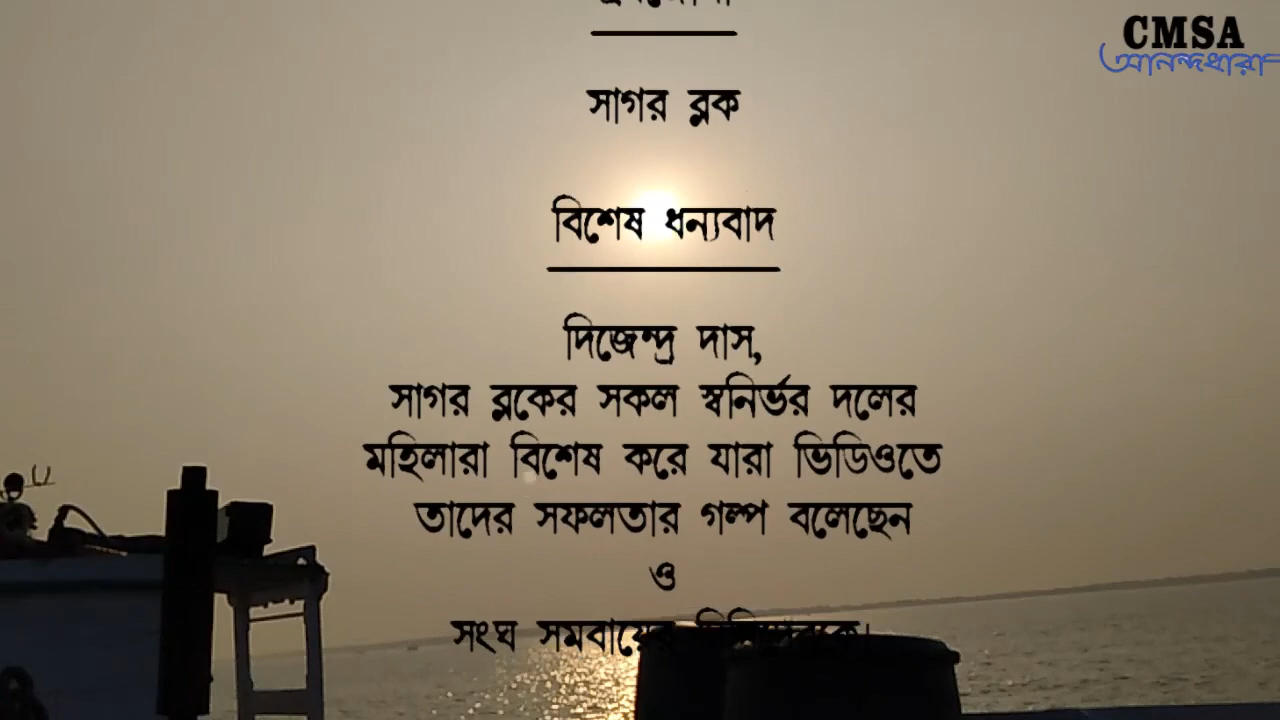 CMSA
আনন্দধারা
সাগর ব্লক
বিশেষ ধন্যবাদ
দিজেন্দ্র দাস,
সাগর ব্লকের সকল স্বনির্ভর দলের
মহিলারা বিশেষ করে যারা ভিডিওতে
তাদের সফলতার গল্প বলেছেন
ও
সংঘ সমবায়ের